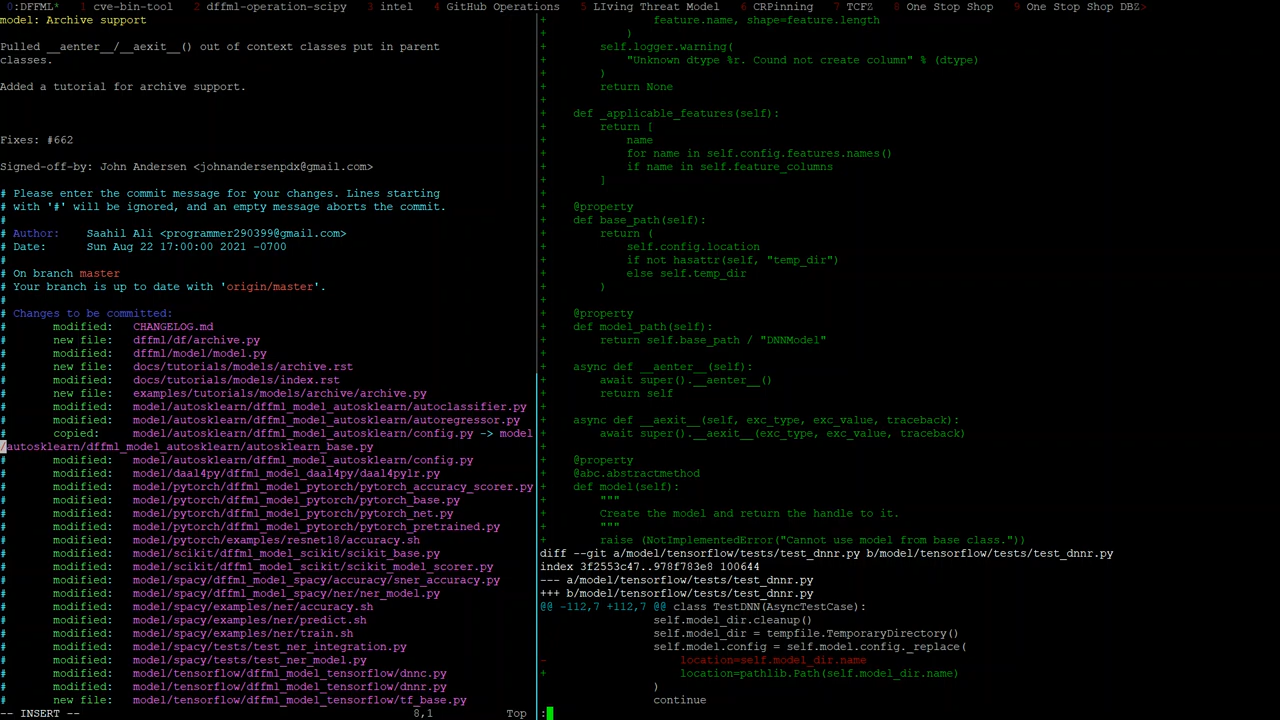 0:DFFML* 1 cve-bin-tool 2 dffml-operation-scipy 3 intel 4 GitHub Operations 5 LIving Threat Model 6 CRPinning 7 TCFZ 8 One Stop Shop 9 One Stop Shop DBZ>
model: Archive support
Pulled __aenter__/__aexit__() out of context classes put in parent
classes.
Added a tutorial for archive support.
Fixes: #662
Signed-off-by: John Andersen <johnandersenpdx@gmail.com>
# Please enter the commit message for your changes. Lines starting
# with '#' will be ignored, and an empty message aborts the commit.
#
# Author:    Saahil Ali <programmer290399@gmail.com>
# Date:      Sun Aug 22 17:00:00 2021 -0700
#
# On branch master
# Your branch is up to date with 'origin/master'.
#
# Changes to be committed:
#       modified:   CHANGELOG.md
#       new file:   dffml/df/archive.py
#       modified:   dffml/model/model.py
#       new file:   docs/tutorials/models/archive.rst
#       modified:   docs/tutorials/models/index.rst
#       new file:   examples/tutorials/models/archive/archive.py
#       modified:   model/autosklearn/dffml_model_autosklearn/autoclassifier.py
#       modified:   model/autosklearn/dffml_model_autosklearn/autoregressor.py
#       copied:     model/autosklearn/dffml_model_autosklearn/config.py -> model
/autosklearn/dffml_model_autosklearn/autosklearn_base.py
#       modified:   model/autosklearn/dffml_model_autosklearn/config.py
#       modified:   model/daal4py/dffml_model_daal4py/daal4pylr.py
#       modified:   model/pytorch/dffml_model_pytorch/pytorch_accuracy_scorer.py
#       modified:   model/pytorch/dffml_model_pytorch/pytorch_base.py
#       modified:   model/pytorch/dffml_model_pytorch/pytorch_net.py
#       modified:   model/pytorch/dffml_model_pytorch/pytorch_pretrained.py
#       modified:   model/pytorch/examples/resnet18/accuracy.sh
#       modified:   model/scikit/dffml_model_scikit/scikit_base.py
#       modified:   model/scikit/dffml_model_scikit/scikit_model_scorer.py
#       modified:   model/spacy/dffml_model_spacy/accuracy/sner_accuracy.py
#       modified:   model/spacy/dffml_model_spacy/ner/ner_model.py
#       modified:   model/spacy/examples/ner/accuracy.sh
#       modified:   model/spacy/examples/ner/predict.sh
#       modified:   model/spacy/examples/ner/train.sh
#       modified:   model/spacy/tests/test_ner_integration.py
#       modified:   model/spacy/tests/test_ner_model.py
#       modified:   model/tensorflow/dffml_model_tensorflow/dnnc.py
#       modified:   model/tensorflow/dffml_model_tensorflow/dnnr.py
#       new file:   model/tensorflow/dffml_model_tensorflow/tf_base.py
-- INSERT --    8,1    Top
+                feature.name, shape=feature.length
+            )
+        self.logger.warning(
+            "Unknown dtype %r. Cound not create column" % (dtype)
+        )
+        return None
+
+    def _applicable_features(self):
+        return [
+            name
+            for name in self.config.features.names()
+            if name in self.feature_columns
+        ]
+
+    @property
+    def base_path(self):
+        return (
+            self.config.location
+            if not hasattr(self, "temp_dir")
+            else self.temp_dir
+        )
+
+    @property
+    def model_path(self):
+        return self.base_path / "DNNModel"
+
+    async def __aenter__(self):
+        await super().__aenter__()
+        return self
+
+    async def __aexit__(self, exc_type, exc_value, traceback):
+        await super().__aexit__(exc_type, exc_value, traceback)
+
+    @property
+    @abc.abstractmethod
+    def model(self):
+        """
+        Create the model and return the handle to it.
+        """
+        raise (NotImplementedError("Cannot use model from base class."))
diff --git a/model/tensorflow/tests/test_dnnr.py b/model/tensorflow/tests/test_dnnr.py
index 3f2553c47..978f783e8 100644
--- a/model/tensorflow/tests/test_dnnr.py
+++ b/model/tensorflow/tests/test_dnnr.py
@@ -112,7 +112,7 @@ class TestDNN(AsyncTestCase):
                self.model_dir.cleanup()
                self.model_dir = tempfile.TemporaryDirectory()
                self.model.config = self.model.config._replace(
-                    location=self.model_dir.name
+                    location=pathlib.Path(self.model_dir.name)
                )
                continue
: